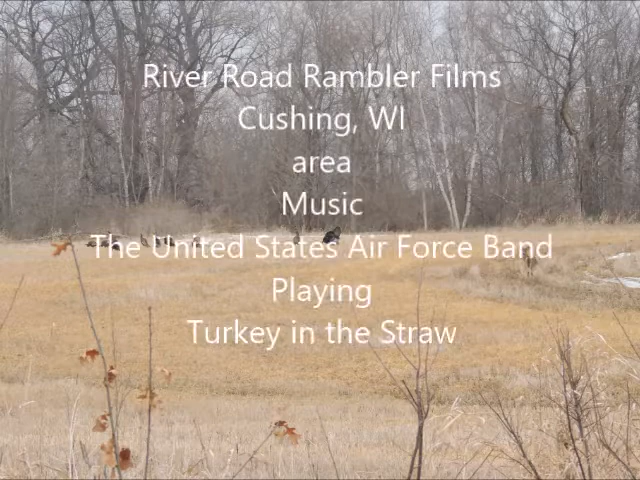 River Road Rambler Films
Cushing, WI
area
Music
The United States Air Force Band
Playing
Turkey in the Straw